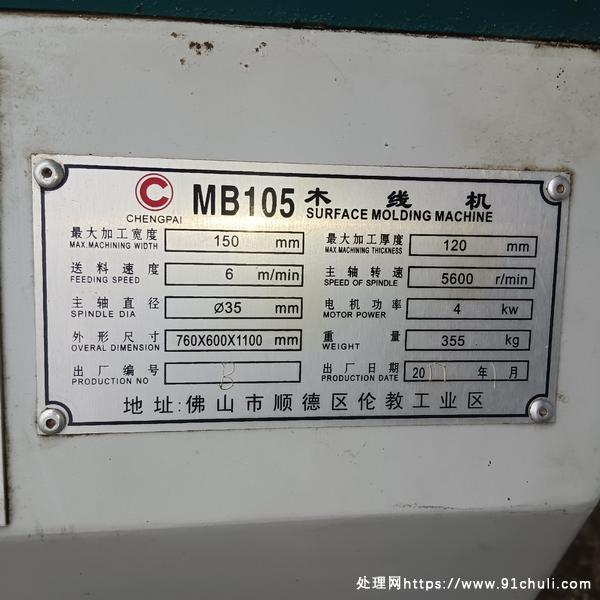 CHENGPAI
MB105 木线机
SURFACE MOLDING MACHINE
最大加工宽度 150 mm
MAX.MACHINING WIDTH
最大加工厚度 120 mm
MAX.MACHINING THICKNESS
送料速度 6 m/min
FEEDING SPEED
主轴转速 5600 r/min
SPEED OF SPINDLE
主轴直径 Ø35 mm
SPINDLE DIA
电机功率 4 kw
MOTOR POWER
外形尺寸 760X600X1100 mm
OVERAL DIMENSION
重量 355 kg
WEIGHT
出厂编号
PRODUCTION NO
出厂日期 20 年 月
PRODUCTION DATE
地址:佛山市顺德区伦教工业区
处理网https://www.91chuli.com/